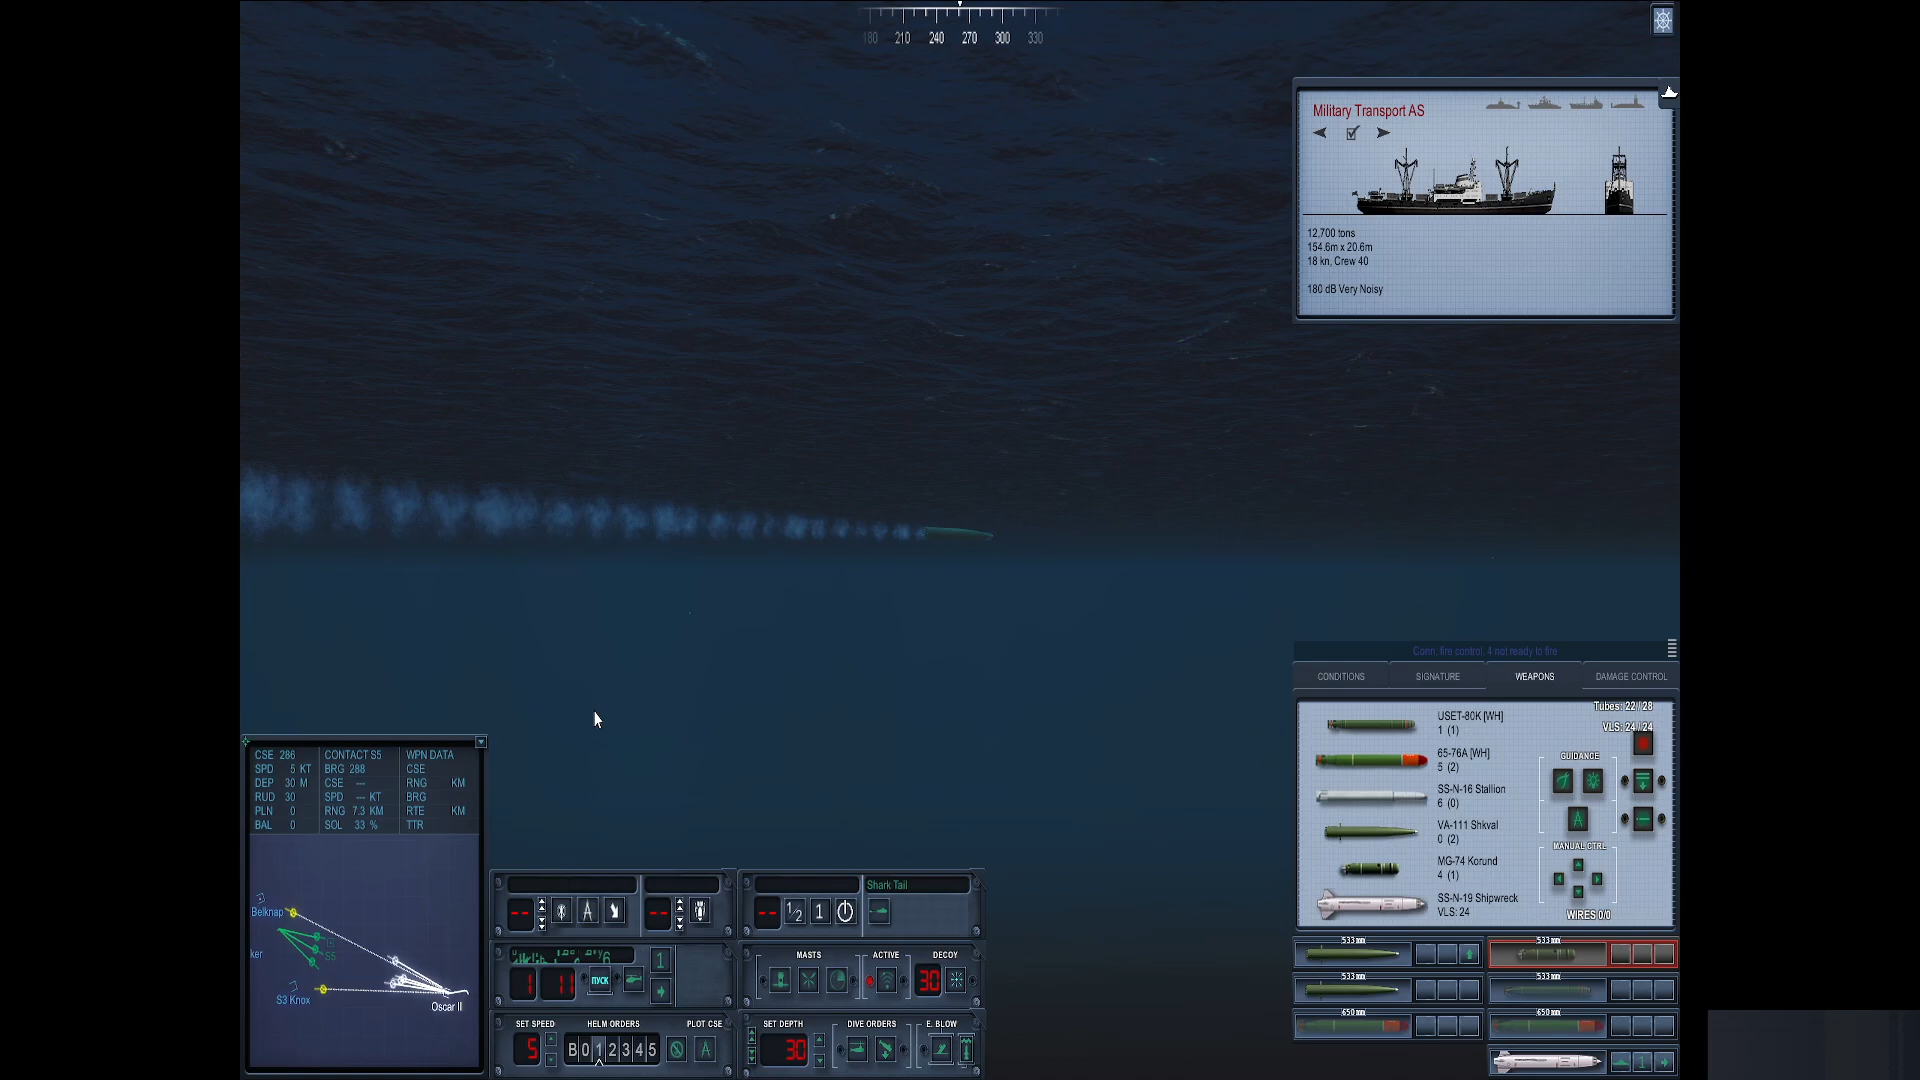 180 210 240 270 300 330
Military Transport AS
12,700 tons
154.6m x 20.6m
18 kn, Crew 40
180 dB Very Noisy
Conn, fire control, 4 not ready to fire
CONDITIONS SIGNATURE WEAPONS DAMAGE CONTROL
Tubes: 22/28
VLS: 24/24
USET-80K [WH]
1 (1)
65-76A [WH]
5 (2)
SS-N-16 Stallion
6 (0)
VA-111 Shkval
0 (2)
MG-74 Korund
4 (1)
SS-N-19 Shipwreck
VLS: 24
GUIDANCE
MANUAL CTRL
WIRES 0/0
533 mm 533 mm
533 mm 533 mm
650 mm 650 mm
1
CSE 286 CONTACT S5 WPN DATA
SPD 5 KT BRG 288 CSE
DEP 30 M CSE --- RNG KM
RUD 30 SPD --- KT BRG
PLN 0 RNG 7.3 KM RTE KM
BAL 0 SOL 33 % TTR
Belknap
S5
ker
S3 Knox
Oscar II
Shark Tail
-- -- -- 1/2 1
1 11 ПУСК 1
MASTS ACTIVE DECOY
30
SET SPEED HELM ORDERS PLOT CSE
5 B 0 1 2 3 4 5
SET DEPTH DIVE ORDERS E. BLOW
30